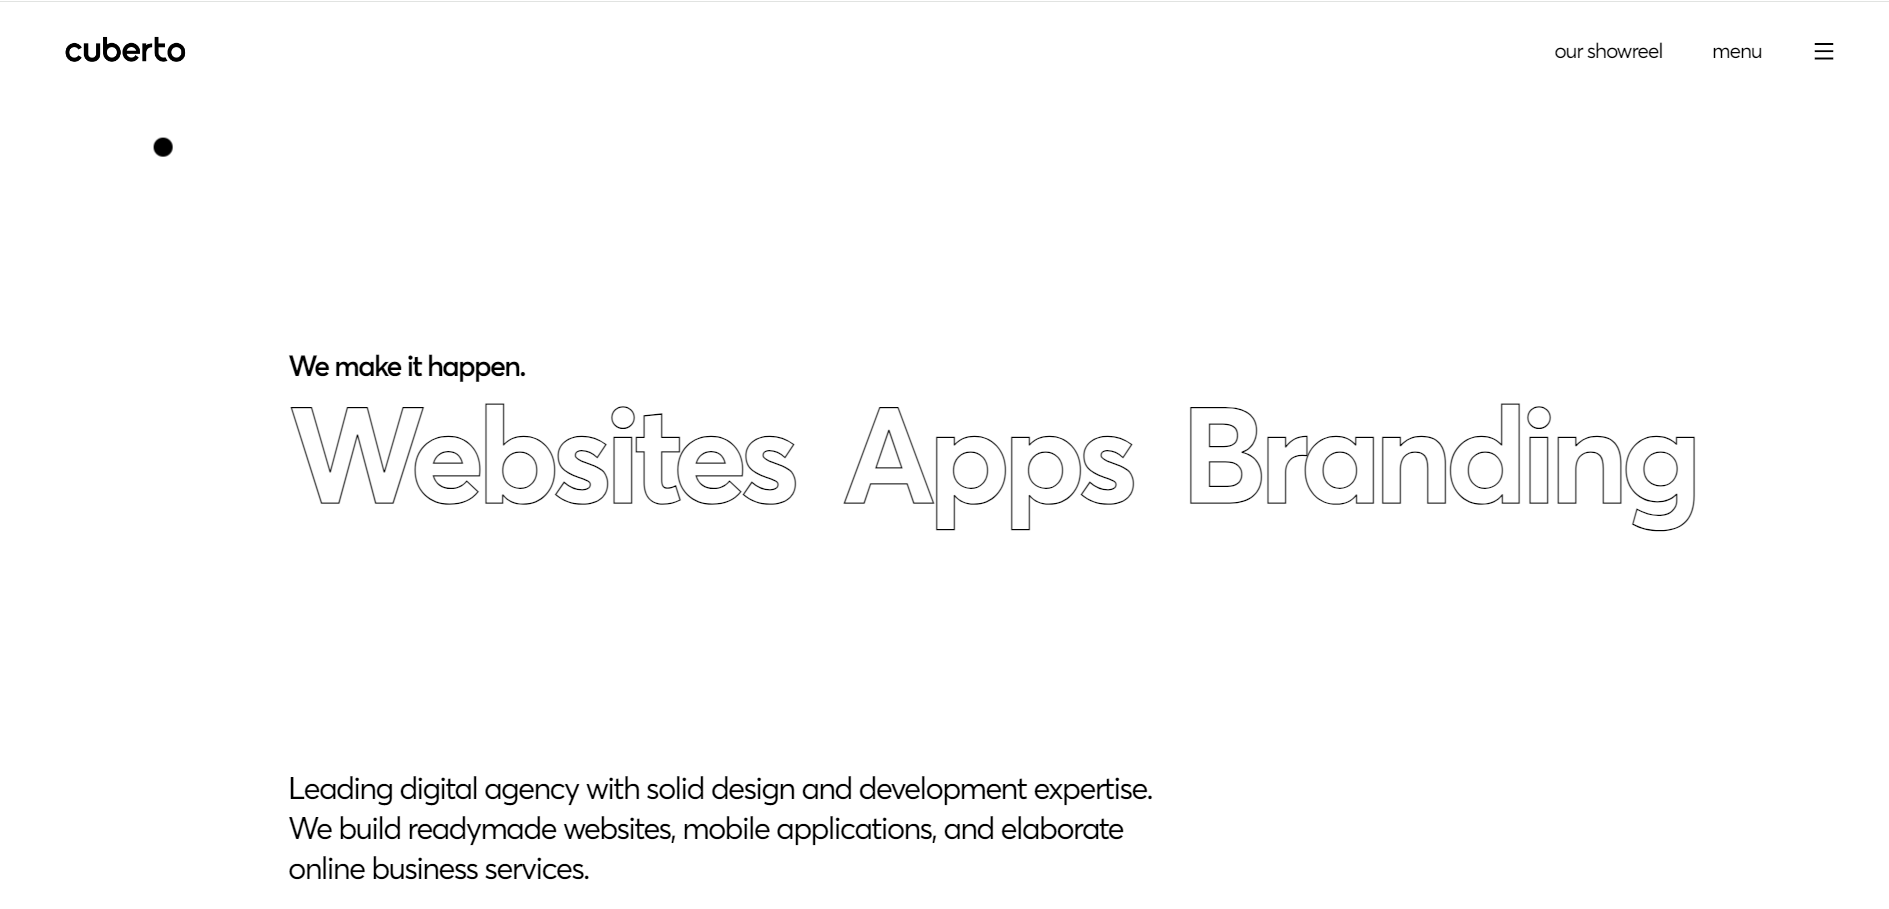 cuberto
our showreel menu
We make it happen.
Websites Apps Branding
Leading digital agency with solid design and development expertise.
We build readymade websites, mobile applications, and elaborate
online business services.